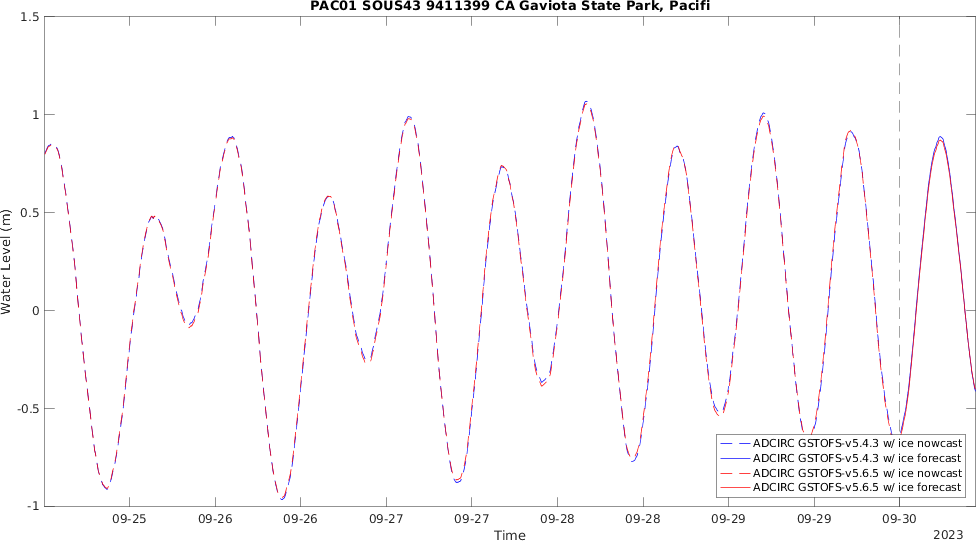 PAC01 SOUS43 9411399 CA Gaviota State Park, Pacifi
1.5
1
0.5
0
-0.5
-1
Water Level (m)
09-25 09-26 09-26 09-27 09-27 09-28 09-28 09-29 09-29 09-30
Time
2023
ADCIRC GSTOFS-v5.4.3 w/ ice nowcast
ADCIRC GSTOFS-v5.4.3 w/ ice forecast
ADCIRC GSTOFS-v5.6.5 w/ ice nowcast
ADCIRC GSTOFS-v5.6.5 w/ ice forecast